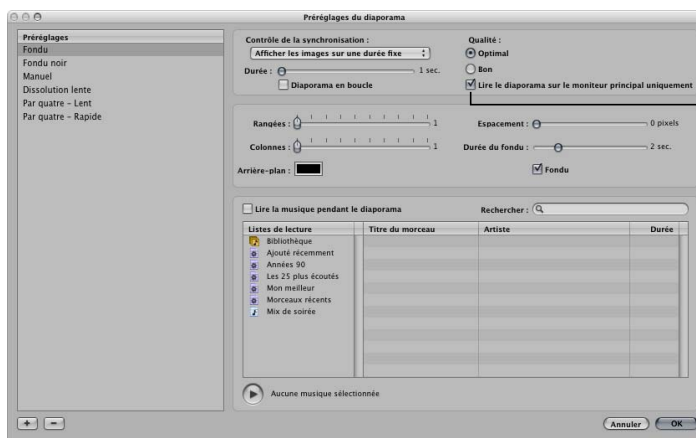 Préréglages du diaporama
Préréglages
Fondu
Fondu noir
Manuel
Dissolution lente
Par quatre – Lent
Par quatre – Rapide
Contrôle de la synchronisation :
Afficher les images sur une durée fixe
Durée :
1 sec.
Diaporama en boucle
Qualité :
Optimal
Bon
Lire le diaporama sur le moniteur principal uniquement
Rangées :
1
Colonnes :
1
Arrière-plan :
Espacement :
0 pixels
Durée du fondu :
2 sec.
Fondu
Lire la musique pendant le diaporama
Rechercher :
Listes de lecture
Titre du morceau
Artiste
Durée
Bibliothèque
Ajouté récemment
Années 90
Les 25 plus écoutés
Mon meilleur
Morceaux récents
Mix de soirée
Aucune musique sélectionnée
Annuler
OK